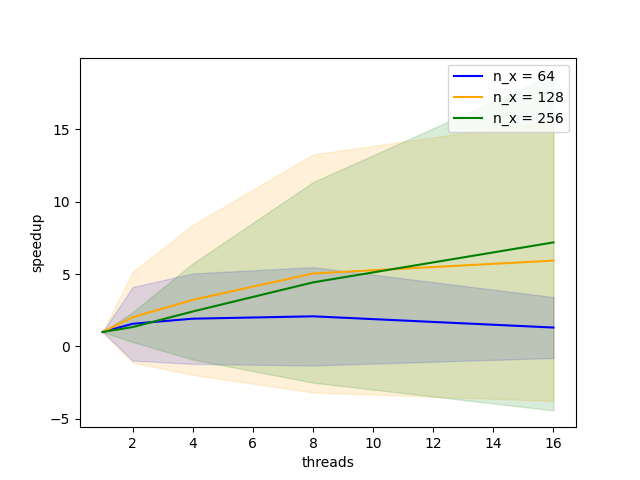 n_x = 64
n_x = 128
n_x = 256
15
10
5
0
−5
speedup
2
4
6
8
10
12
14
16
threads